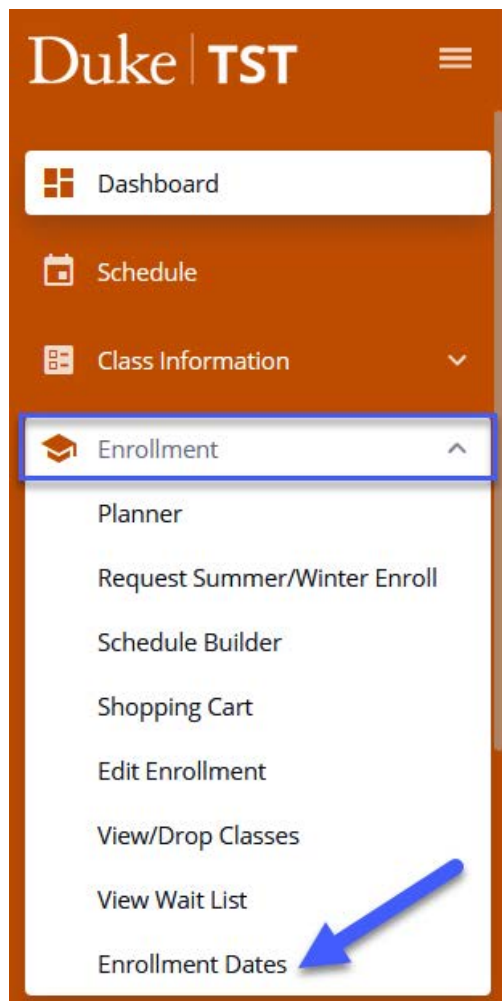 Duke TST
Dashboard
Schedule
Class Information
Enrollment
Planner
Request Summer/Winter Enroll
Schedule Builder
Shopping Cart
Edit Enrollment
View/Drop Classes
View Wait List
Enrollment Dates